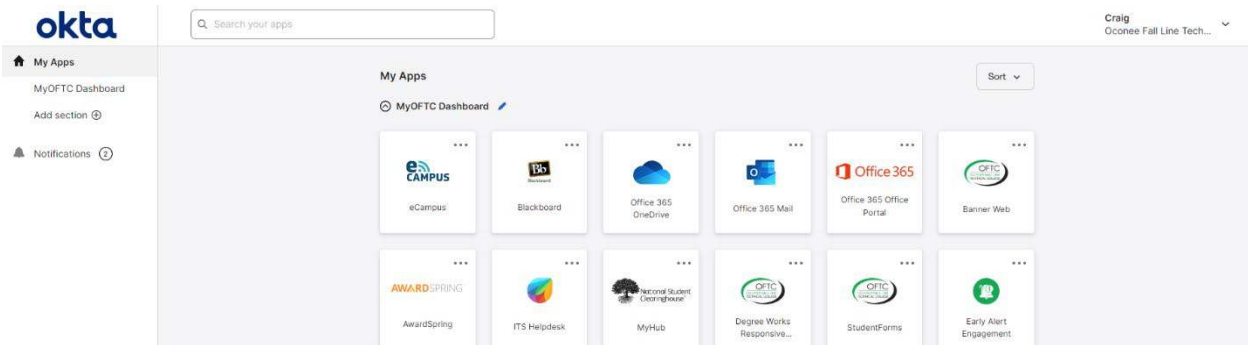 okta
Search your apps
Craig
Oconee Fall Line Tech...
My Apps
MyOFTC Dashboard
Add section
Notifications 2
My Apps
Sort
MyOFTC Dashboard
eCAMPUS
eCampus
Bb
Blackboard
Blackboard
Office 365
OneDrive
Office 365 Mail
Office 365
Office 365 Office
Portal
OFTC
Banner Web
AWARDSPRING
AwardSpring
ITS Helpdesk
National Student
Clearinghouse
MyHub
OFTC
Degree Works
Responsive...
OFTC
StudentForms
Early Alert
Engagement